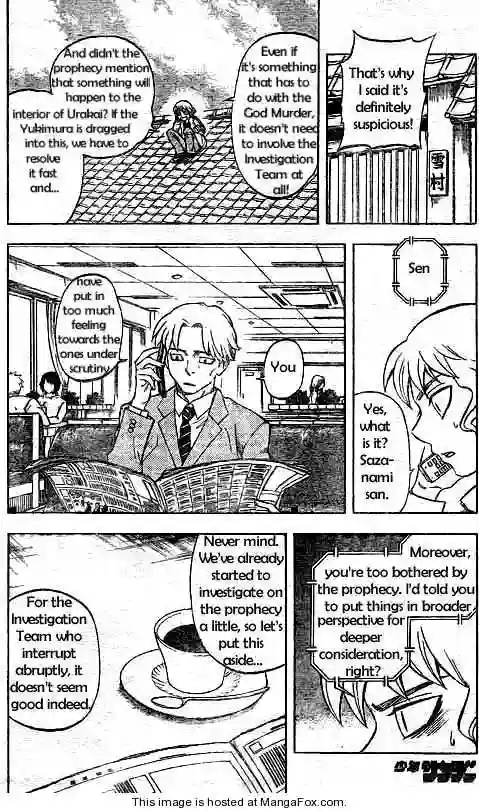 That's why
I said it's
definitely
suspicious!
雪村
Even if
it's something
that has to
do with the
God Murder,
it doesn't need
to involve the
Investigation
Team at
all!
And didn't the
prophecy mention
that something will
happen to the
interior of Urakai? If the
Yukimura is dragged
into this, we have to
resolve
it fast
and...
Sen
Yes,
what
is it?
Saza-
nami
san.
You
have
put in
too much
feeling
towards the
ones under
scrutiny
Moreover,
you're too bothered by
the prophecy. I'd told you
to put things in broader
perspective for
deeper
consideration,
right?
Never mind.
We've already
started to
investigate on
the prophecy
a little, so let's
put this
aside...
For the
Investigation
Team who
interrupt
abruptly, it
doesn't seem
good indeed.
This image is hosted at MangaFox.com.